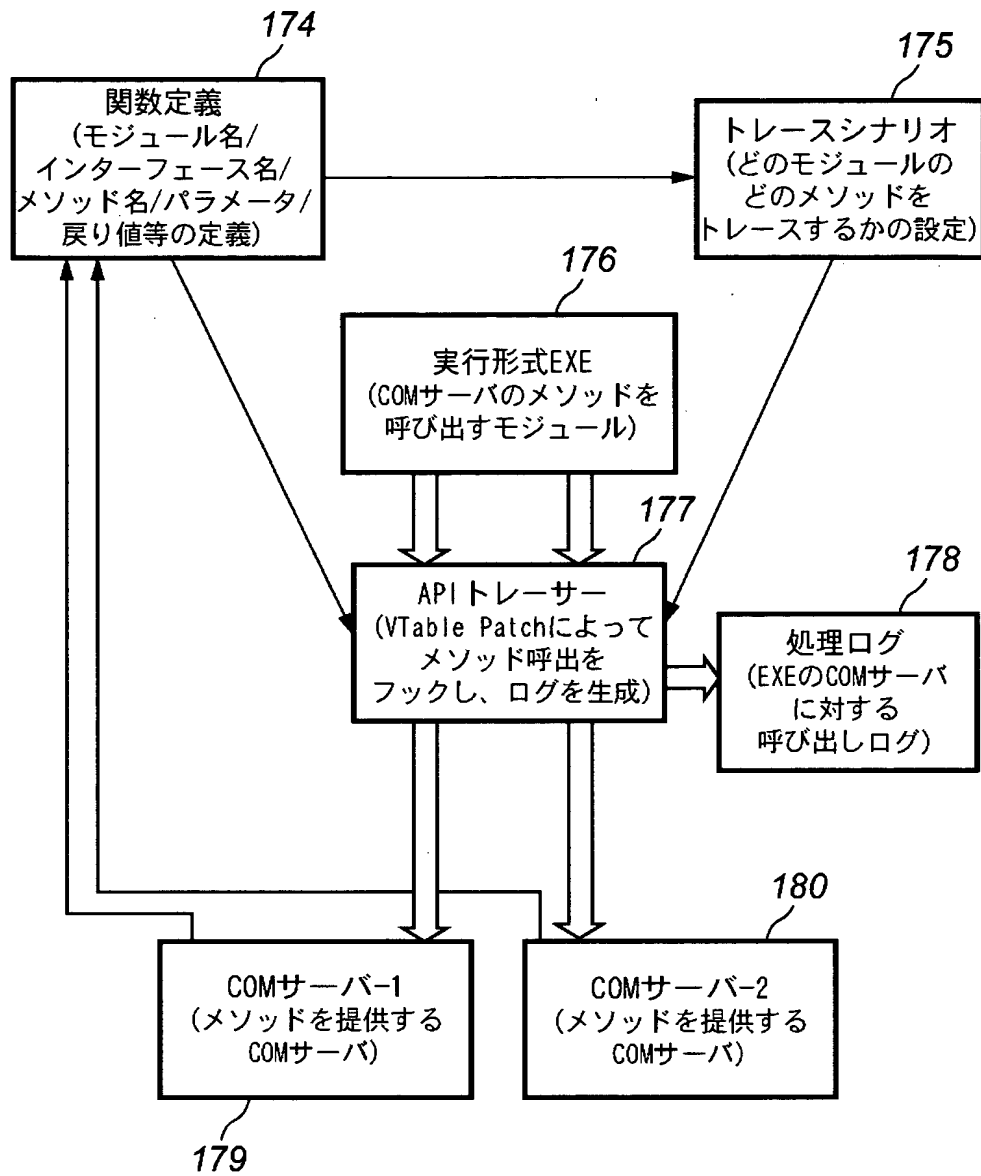 174
関数定義
(モジュール名/
インターフェース名/
メソッド名/パラメータ/
戻り値等の定義)
175
トレースシナリオ
(どのモジュールの
どのメソッドを
トレースするかの設定)
176
実行形式EXE
(COMサーバのメソッドを
呼び出すモジュール)
177
APIトレーサー
(VTable Patchによって
メソッド呼出を
フックし、ログを生成)
178
処理ログ
(EXEのCOMサーバ
に対する
呼び出しログ)
COMサーバー-1
(メソッドを提供する
COMサーバ)
179
180
COMサーバー-2
(メソッドを提供する
COMサーバ)